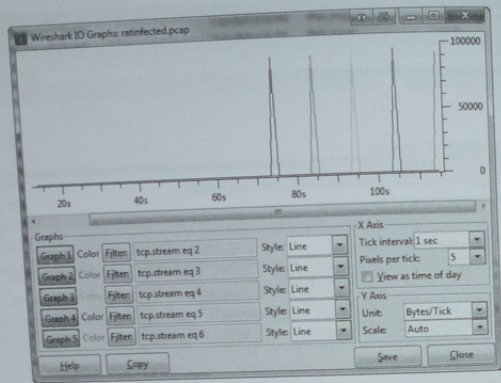 Wireshark IO Graphs: ratinfected.pcap
100000
50000
0
20s 40s 60s 80s 100s
Graphs
Graph 1 Color Filter: tcp.stream eq 2 Style: Line
Graph 2 Color Filter: tcp.stream eq 3 Style: Line
Graph 3 Color Filter: tcp.stream eq 4 Style: Line
Graph 4 Color Filter: tcp.stream eq 5 Style: Line
Graph 5 Color Filter: tcp.stream eq 6 Style: Line
X Axis
Tick interval: 1 sec
Pixels per tick: 5
View as time of day
Y Axis
Unit: Bytes/Tick
Scale: Auto
Help Copy Save Close